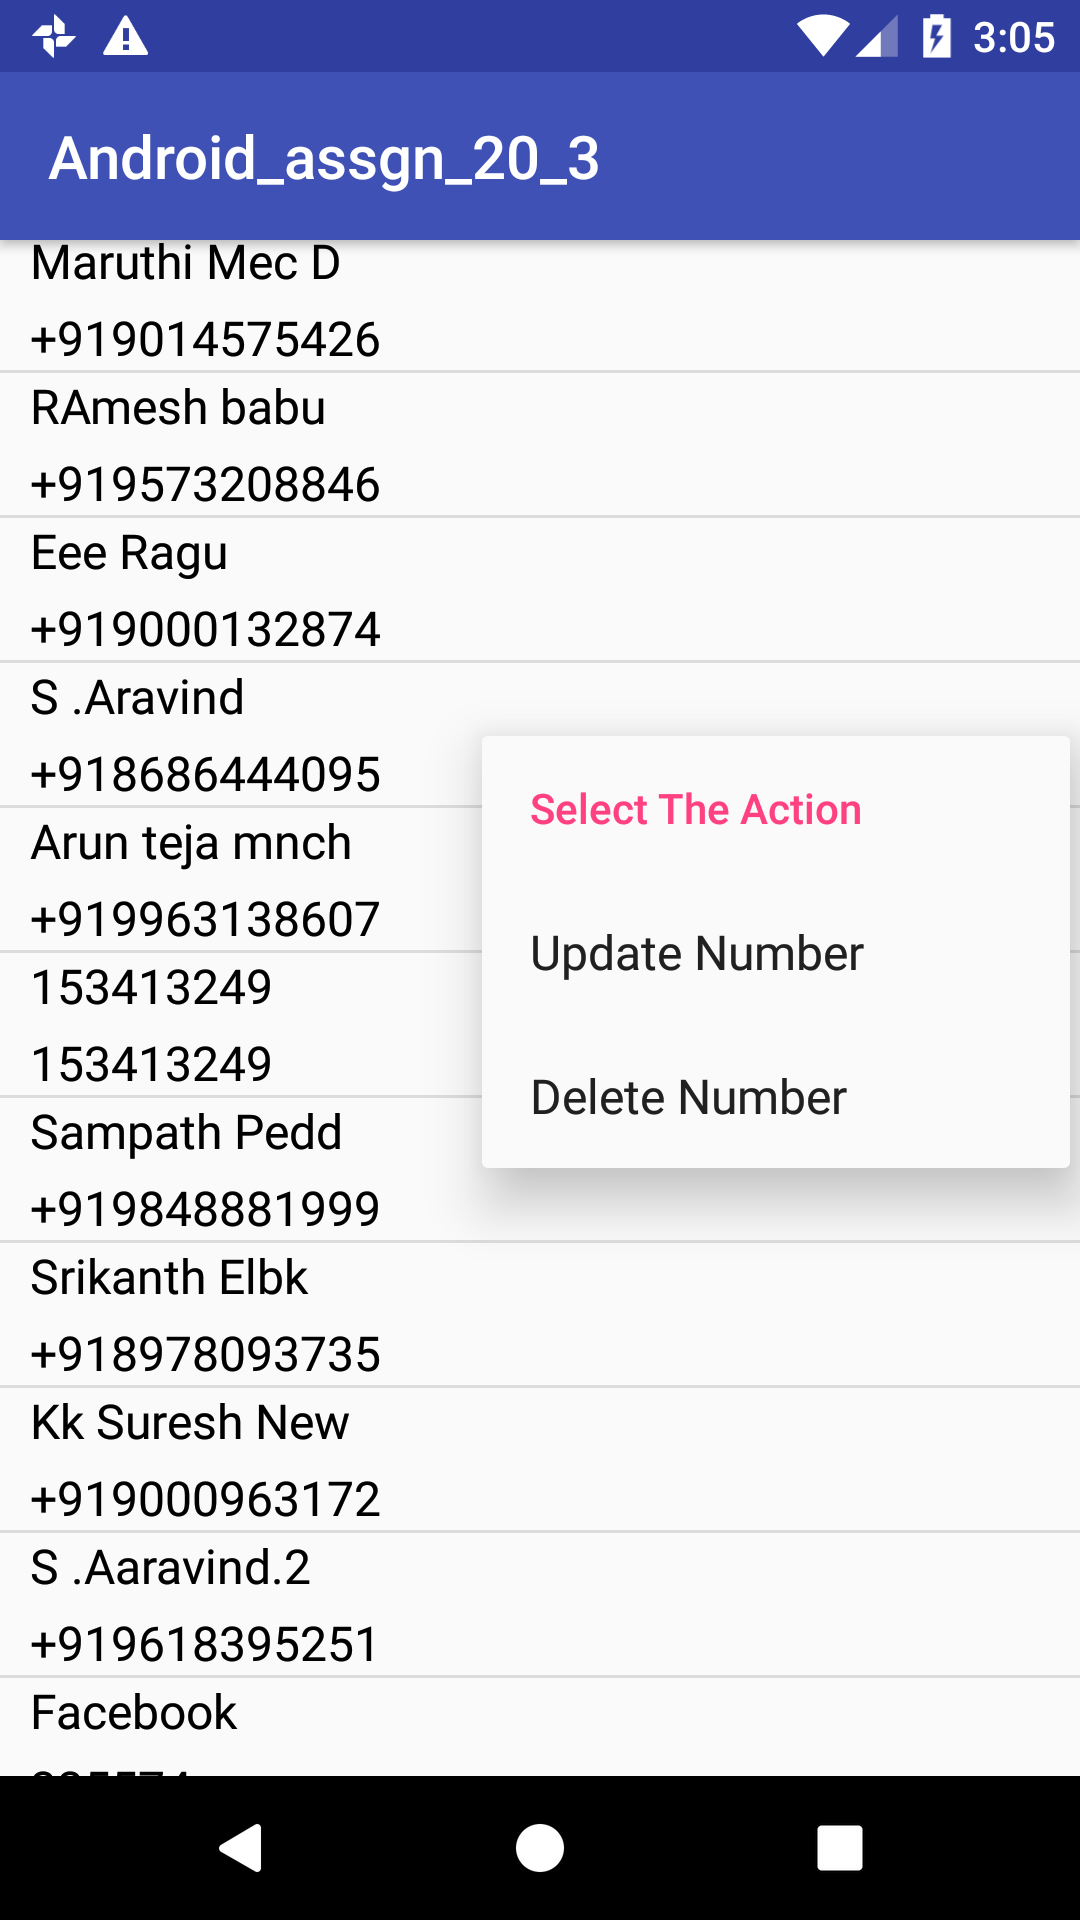 3:05
Android_assgn_20_3
Maruthi Mec D
+919014575426
RAmesh babu
+919573208846
Eee Ragu
+919000132874
S .Aravind
+918686444095
Arun teja mnch
+919963138607
153413249
153413249
Sampath Pedd
+919848881999
Srikanth Elbk
+918978093735
Kk Suresh New
+919000963172
S .Aaravind.2
+919618395251
Facebook
Select The Action
Update Number
Delete Number